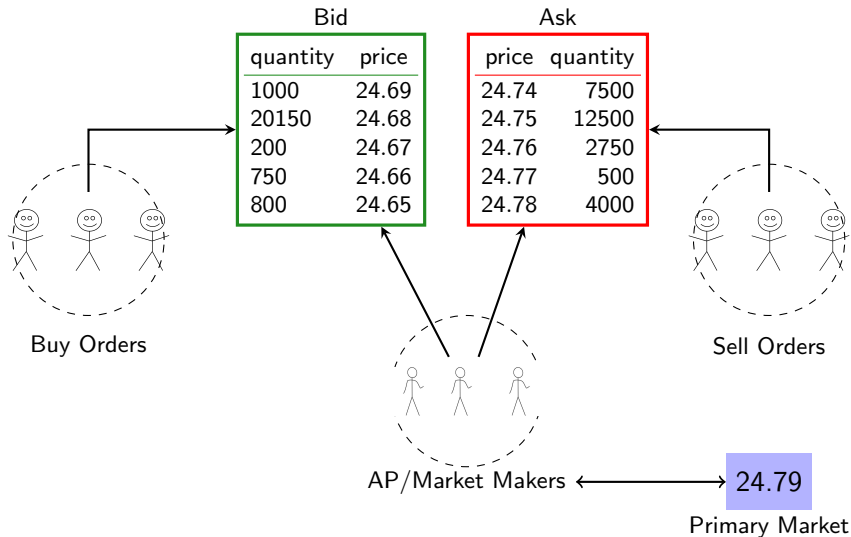 Bid Ask
quantity price price quantity
1000 24.69 24.74 7500
20150 24.68 24.75 12500
200 24.67 24.76 2750
750 24.66 24.77 500
800 24.65 24.78 4000
Buy Orders Sell Orders
AP/Market Makers 24.79
Primary Market